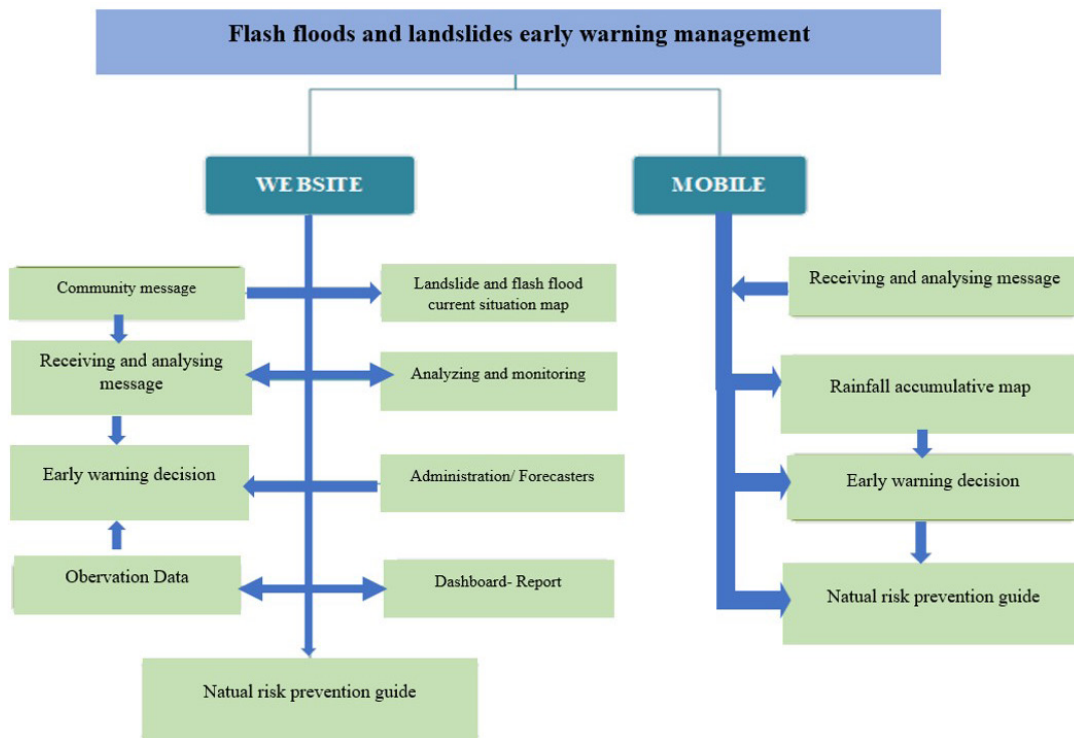 Flash floods and landslides early warning management
WEBSITE
MOBILE
Community message
Landslide and flash flood
current situation map
Receiving and analysing message
Receiving and analysing
message
Analyzing and monitoring
Rainfall accumulative map
Early warning decision
Administration/ Forecasters
Early warning decision
Obervation Data
Dashboard- Report
Natual risk prevention guide
Natual risk prevention guide